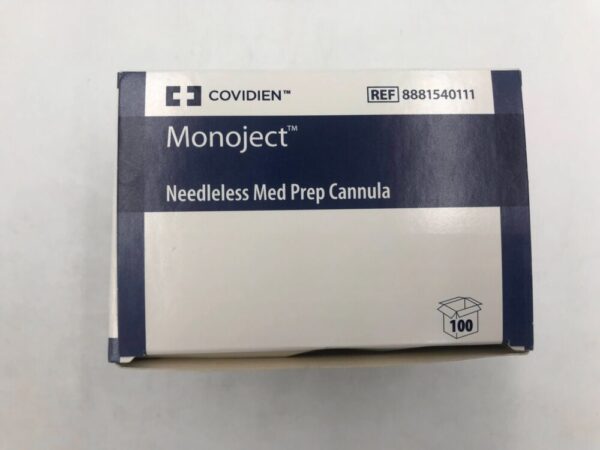 COVIDIEN™ REF 8881540111
Monoject™
Needleless Med Prep Cannula
100